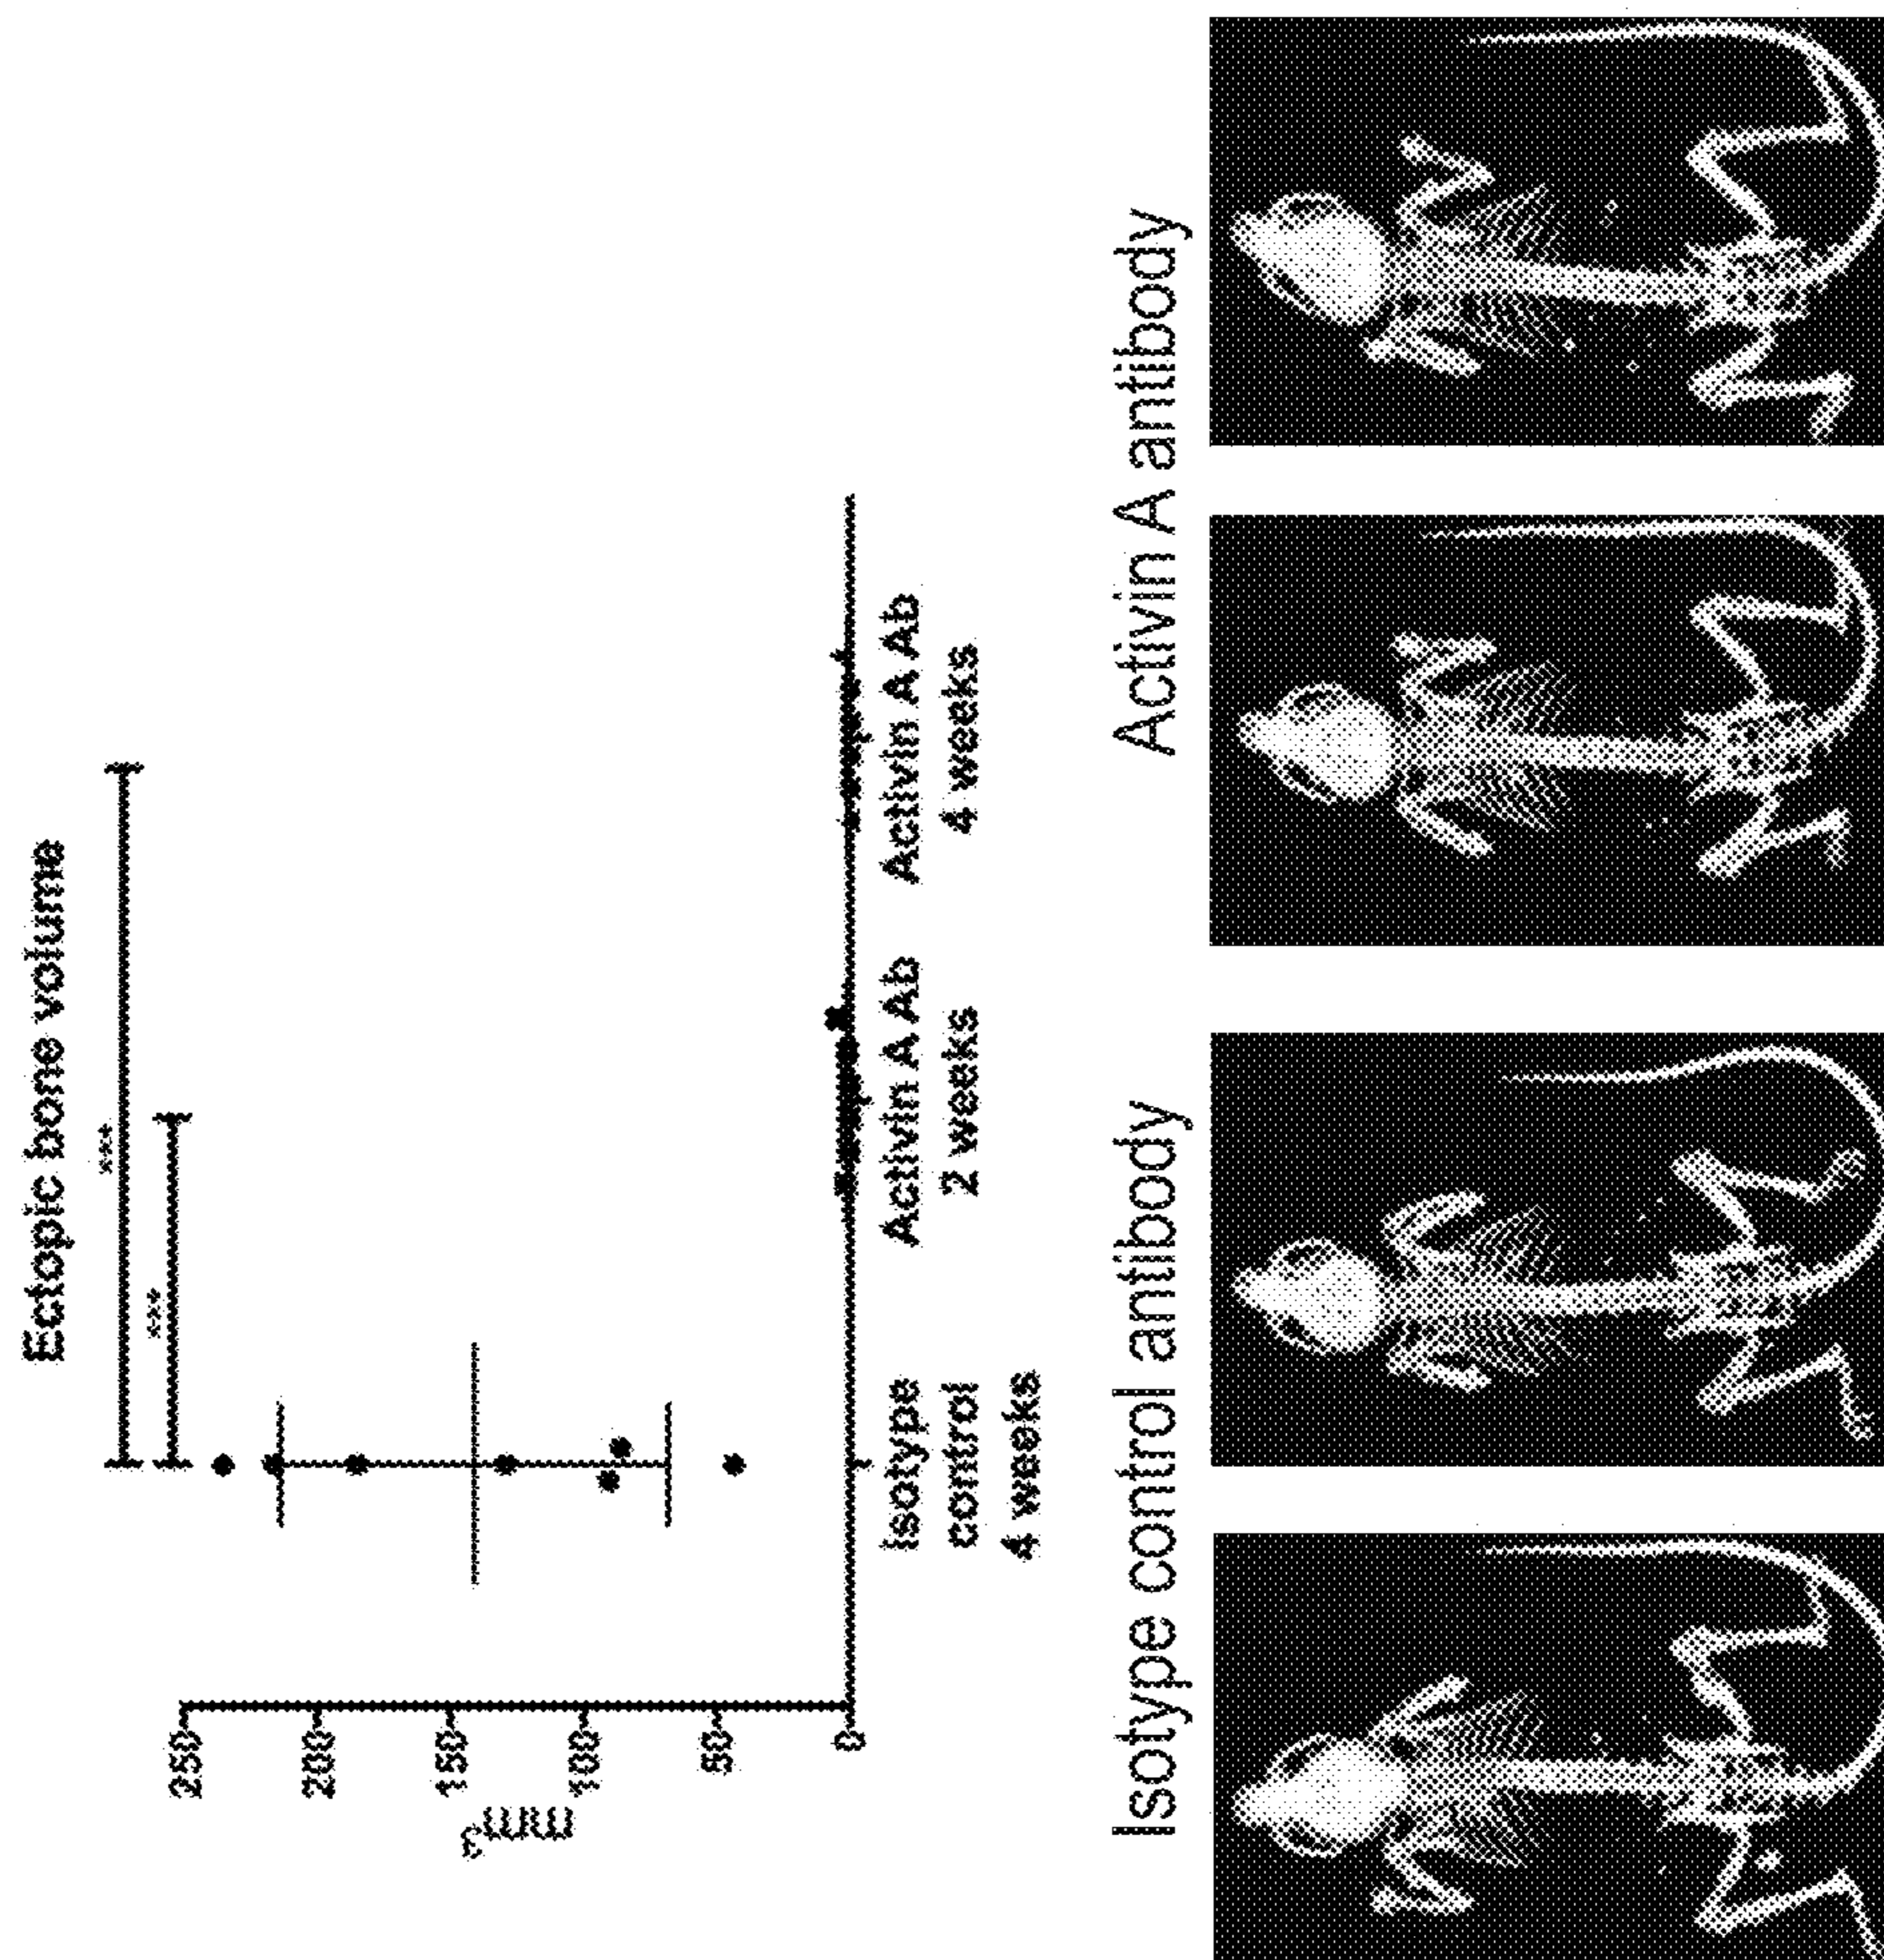 Ectopic bone volume
***
***
250
200
150
100
50
0
mm3
Isotype
control
4 weeks
Activin A Ab
2 weeks
Activin A Ab
4 weeks
Isotype control antibody
Activin A antibody